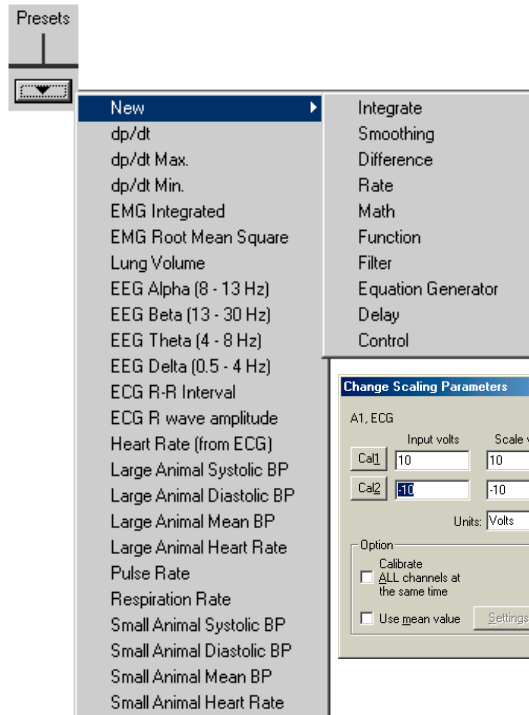 Presets
New
dp/dt
dp/dt Max.
dp/dt Min.
EMG Integrated
EMG Root Mean Square
Lung Volume
EEG Alpha (8 - 13 Hz)
EEG Beta (13 - 30 Hz)
EEG Theta (4 - 8 Hz)
EEG Delta (0.5 - 4 Hz)
ECG R-R Interval
ECG R wave amplitude
Heart Rate (from ECG)
Large Animal Systolic BP
Large Animal Diastolic BP
Large Animal Mean BP
Large Animal Heart Rate
Pulse Rate
Respiration Rate
Small Animal Systolic BP
Small Animal Diastolic BP
Small Animal Mean BP
Small Animal Heart Rate
Integrate
Smoothing
Difference
Rate
Math
Function
Filter
Equation Generator
Delay
Control
Change Scaling Parameters
A1, ECG
Input volts Scale v
Cal1 10 10
Cal2 -10 -10
Units: Volts
Option
Calibrate
ALL channels at
the same time
Use mean value Settings